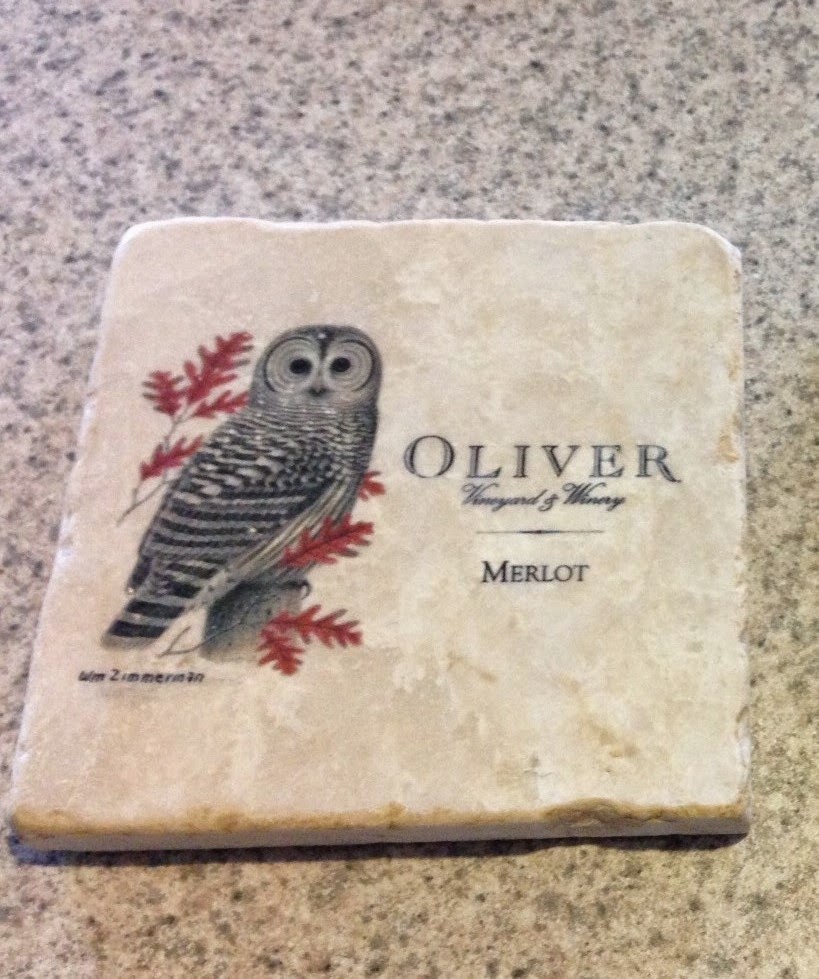 OLIVER
Vineyard & Winery
MERLOT
Wm Zimmerman